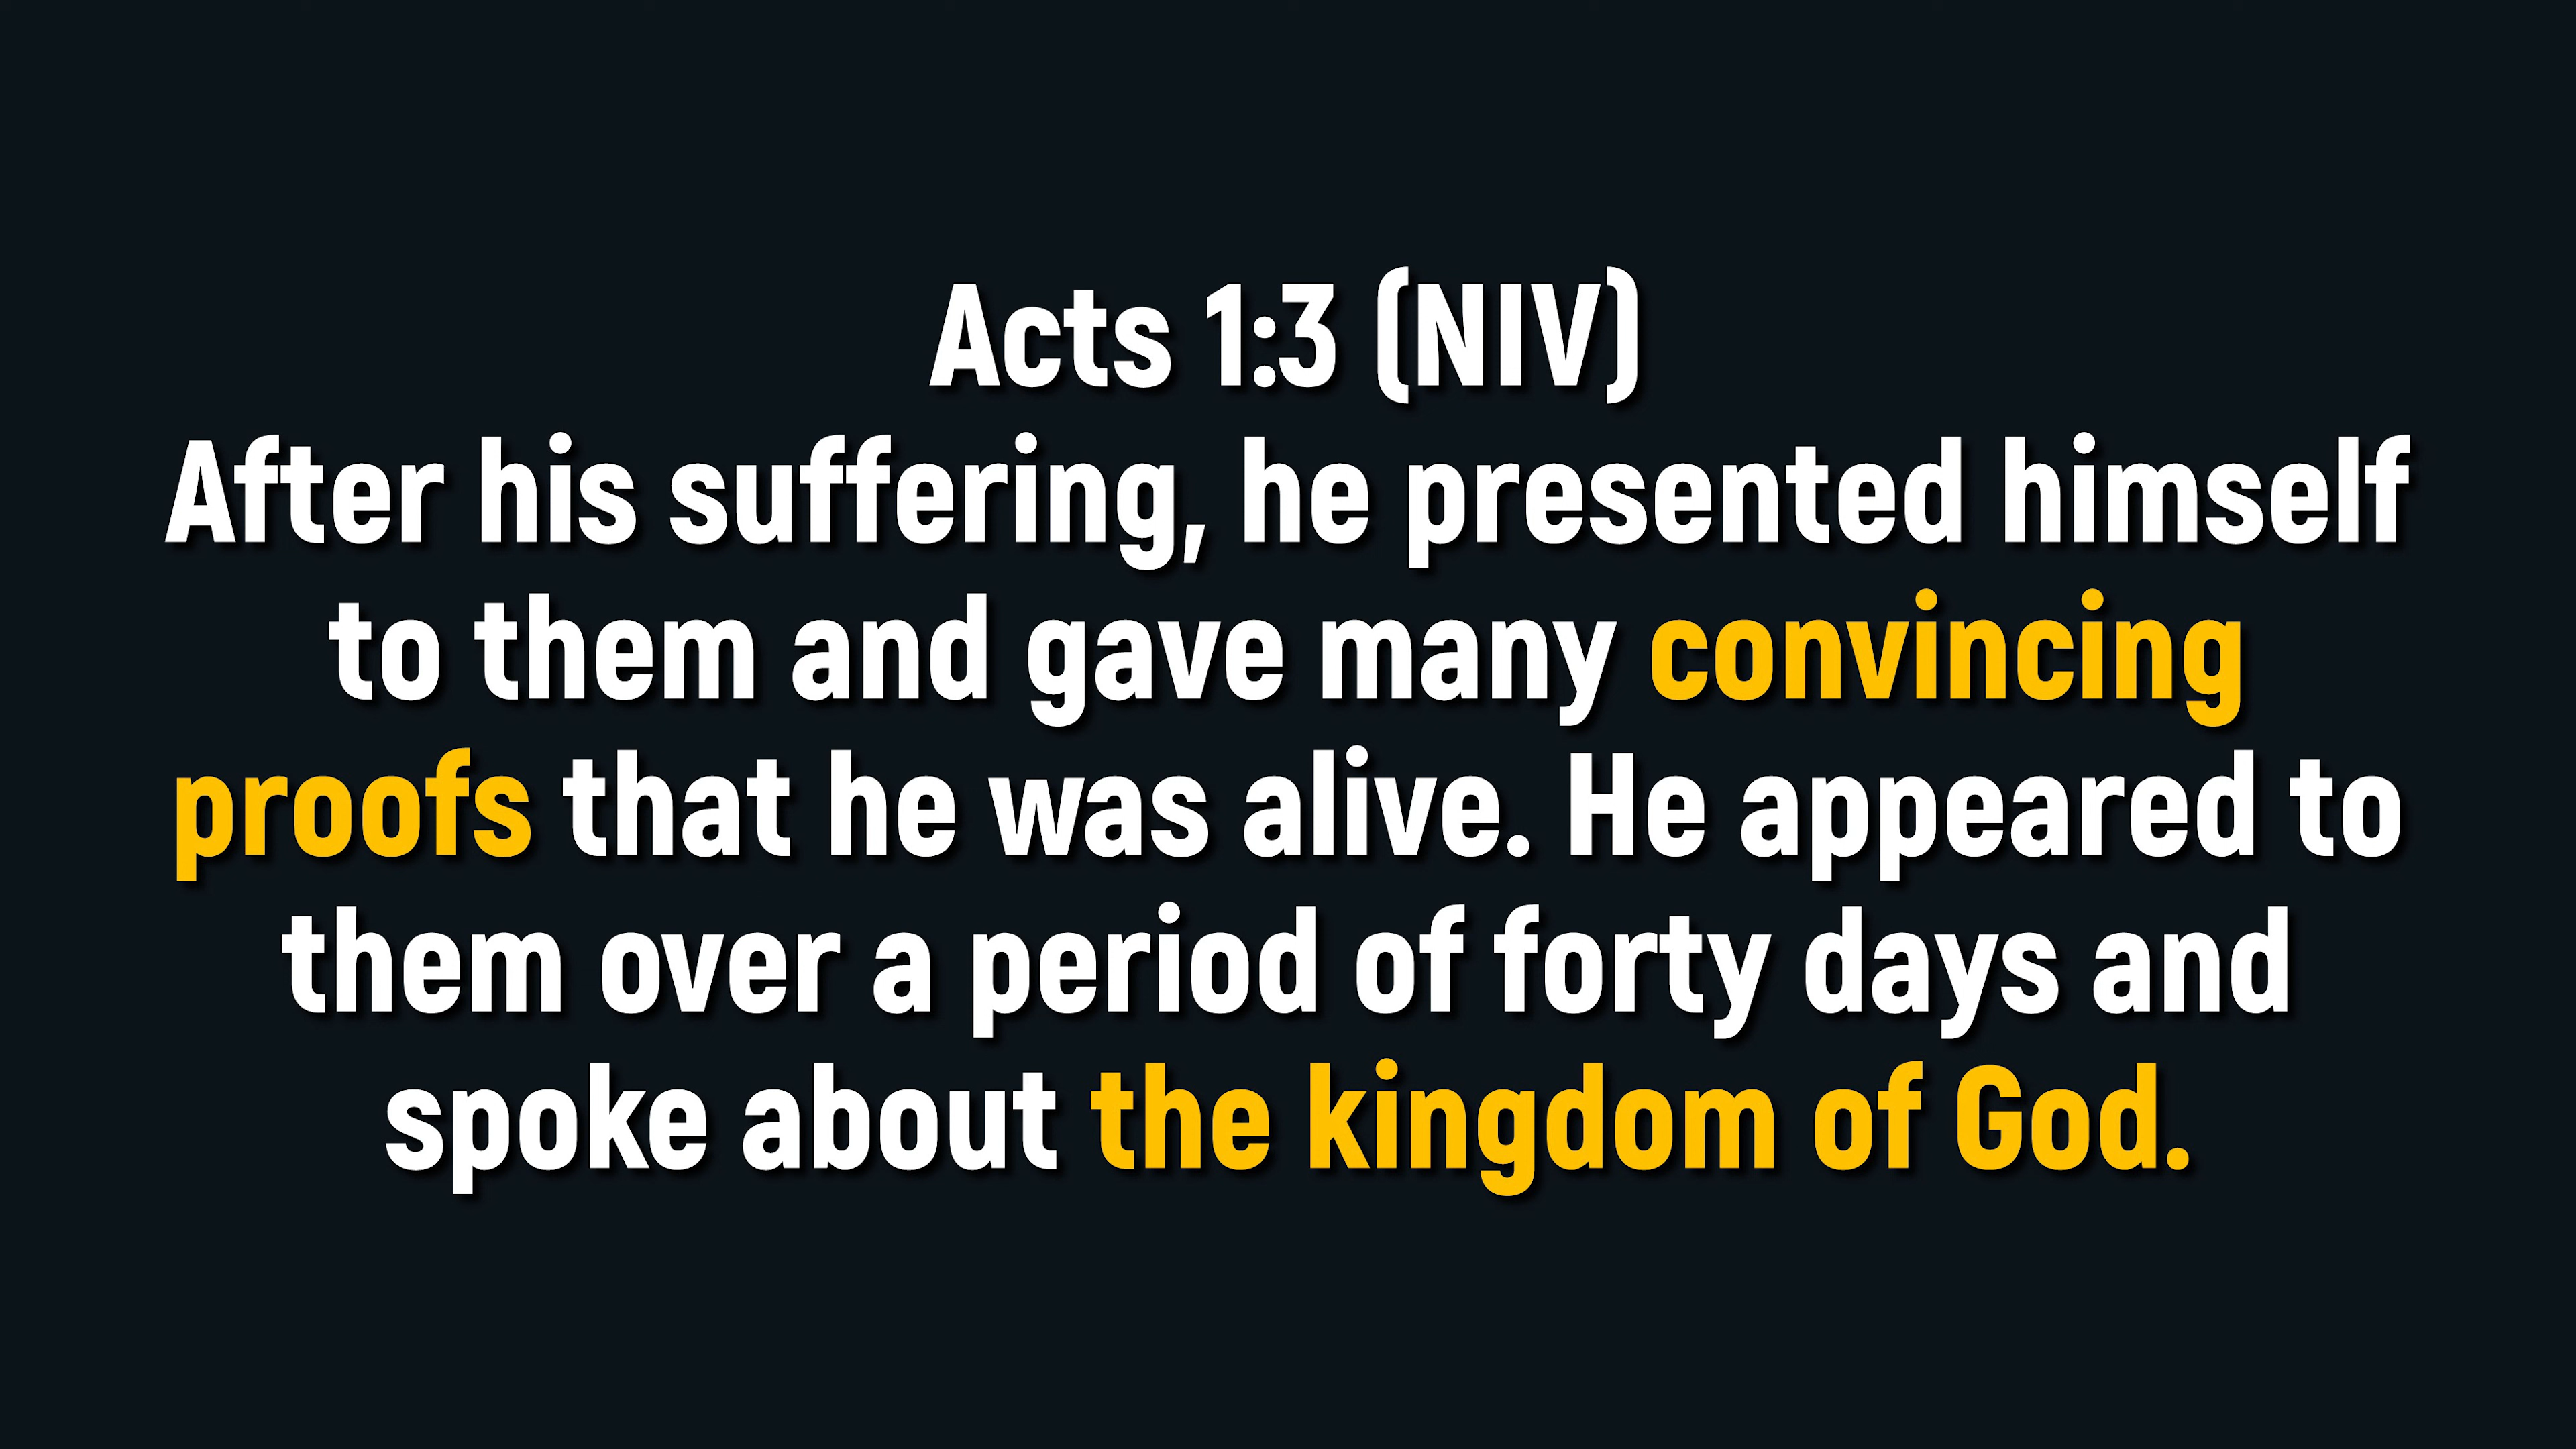 Acts 1:3 (NIV)
After his suffering, he presented himself
to them and gave many convincing
proofs that he was alive. He appeared to
them over a period of forty days and
spoke about the kingdom of God.